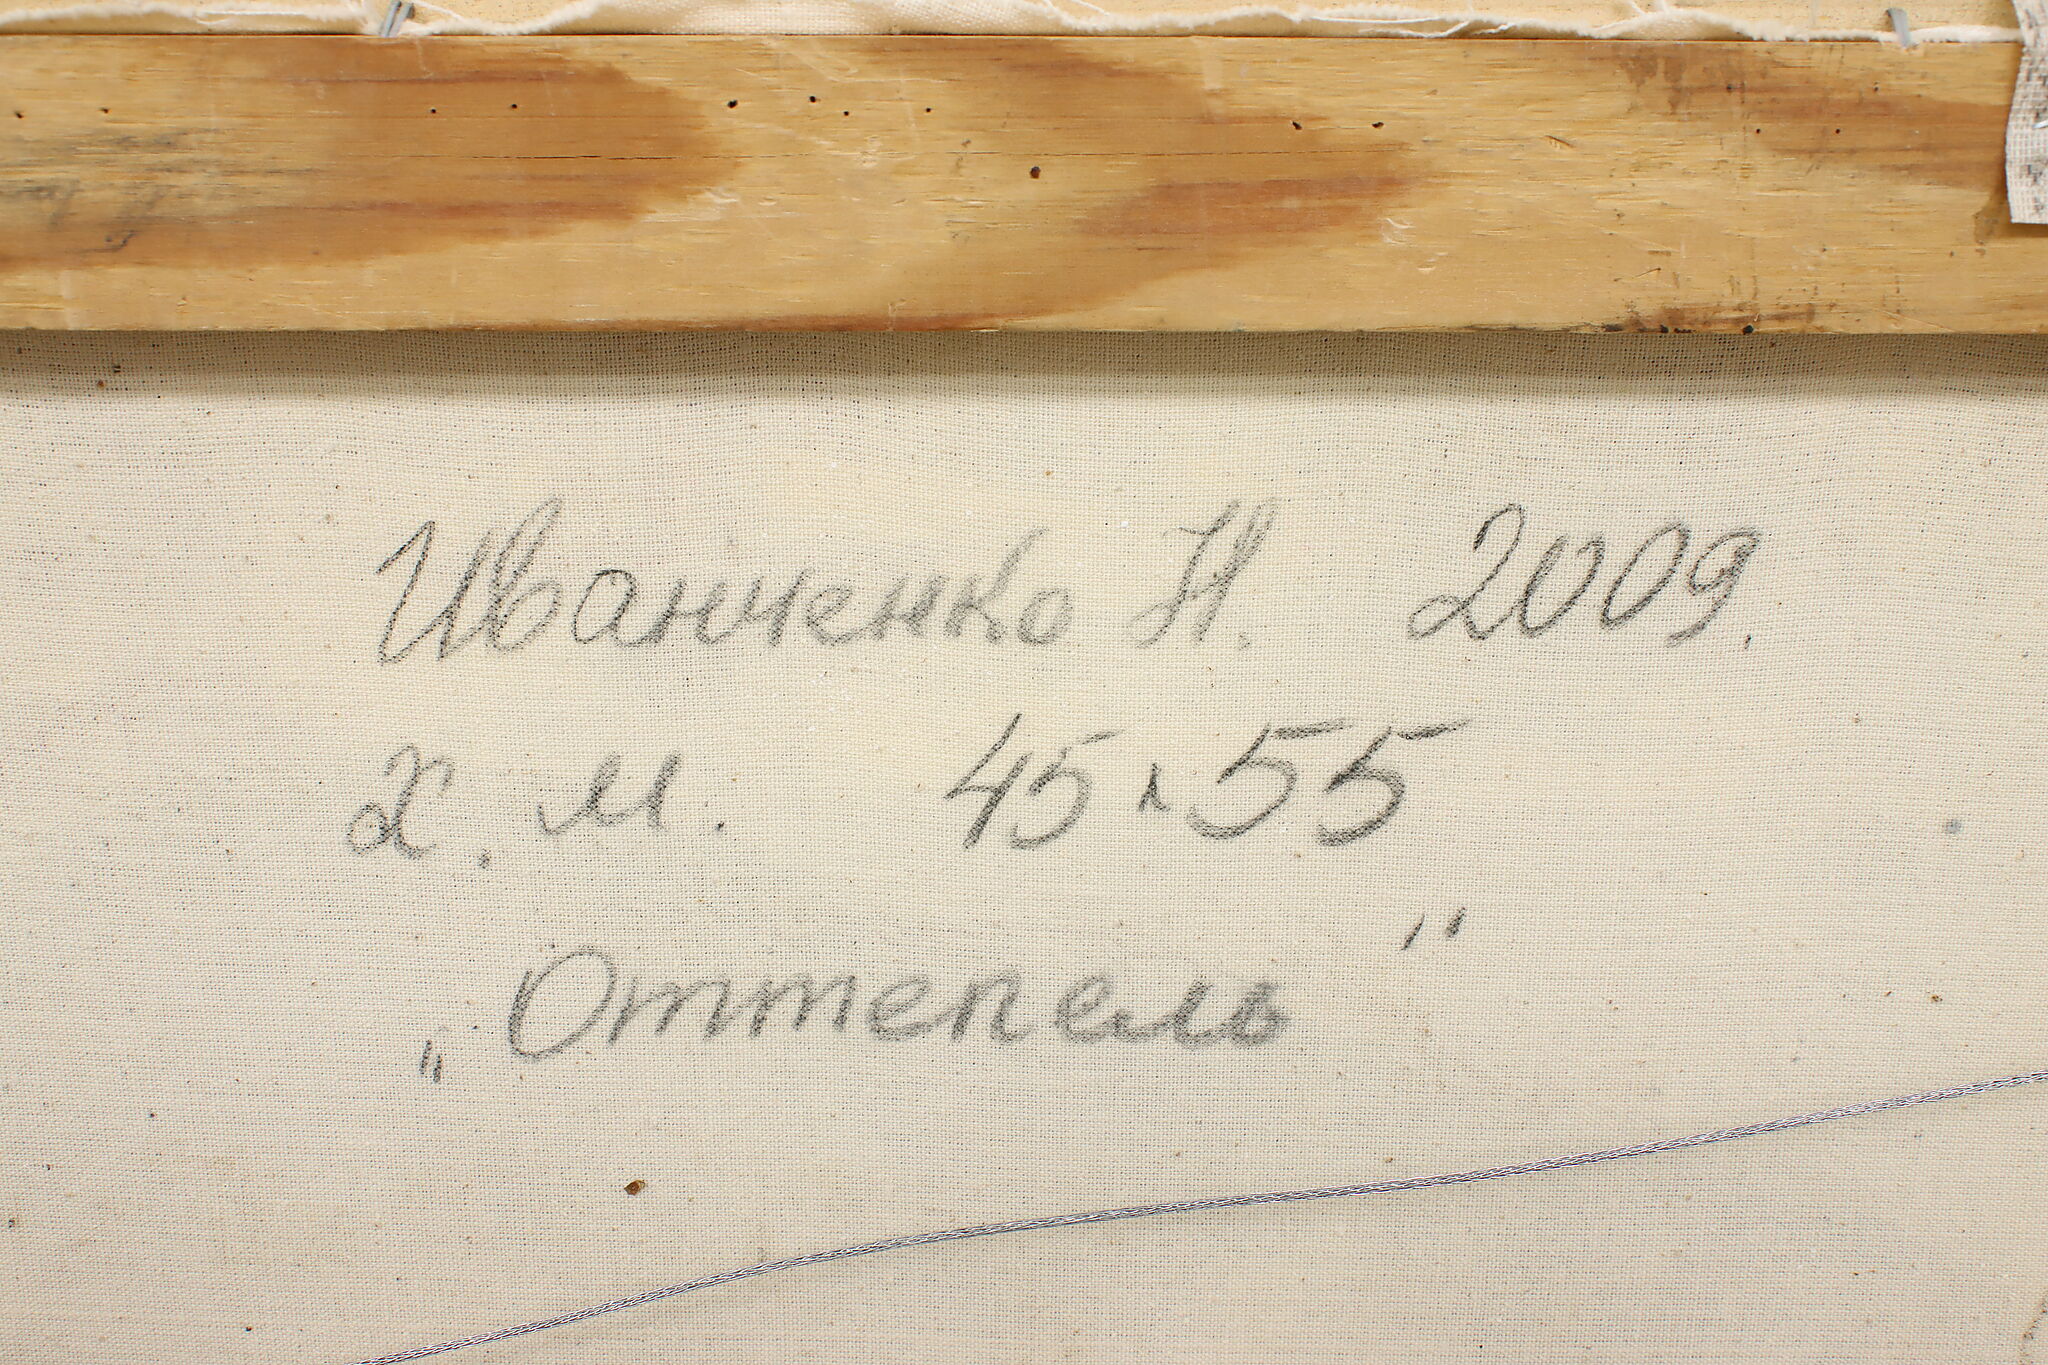 Иванченко Н. 2009.
х. м. 45×55
„Оттепель"